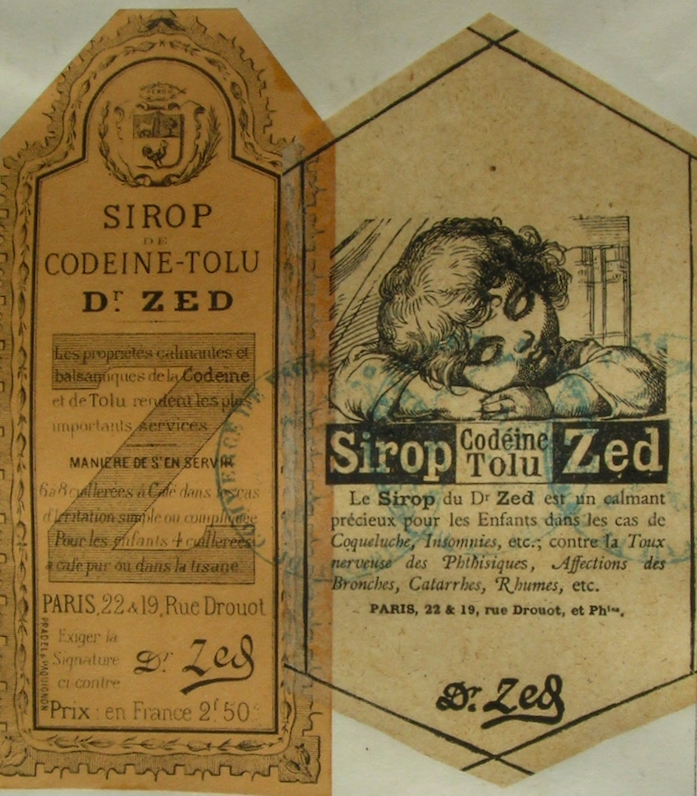 SIROP
DE
CODEINE-TOLU
Dr ZED
Les propriétés calmantes et
balsamiques de la Codeine
et de Tolu rendent les plus
importants services
MANIERE DE S'EN SERVIR
6 à 8 cuillerées à Café dans les cas
d'irritation simple ou compliquée
Pour les enfants 4 cuillerées
à café pur ou dans la tisane
PARIS, 22 & 19, Rue Drouot
Exiger la
Signature
ci-contre
Dr Zed
Prix : en France 2f 50c
Sirop Codéine Tolu Zed
Le Sirop du Dr Zed est un calmant
précieux pour les Enfants dans les cas de
Coqueluche, Insomnies, etc.; contre la Toux
nerveuse des Phthisiques, Affections des
Bronches, Catarrhes, Rhumes, etc.
PARIS, 22 & 19, rue Drouot, et Phies.
Dr. Zed